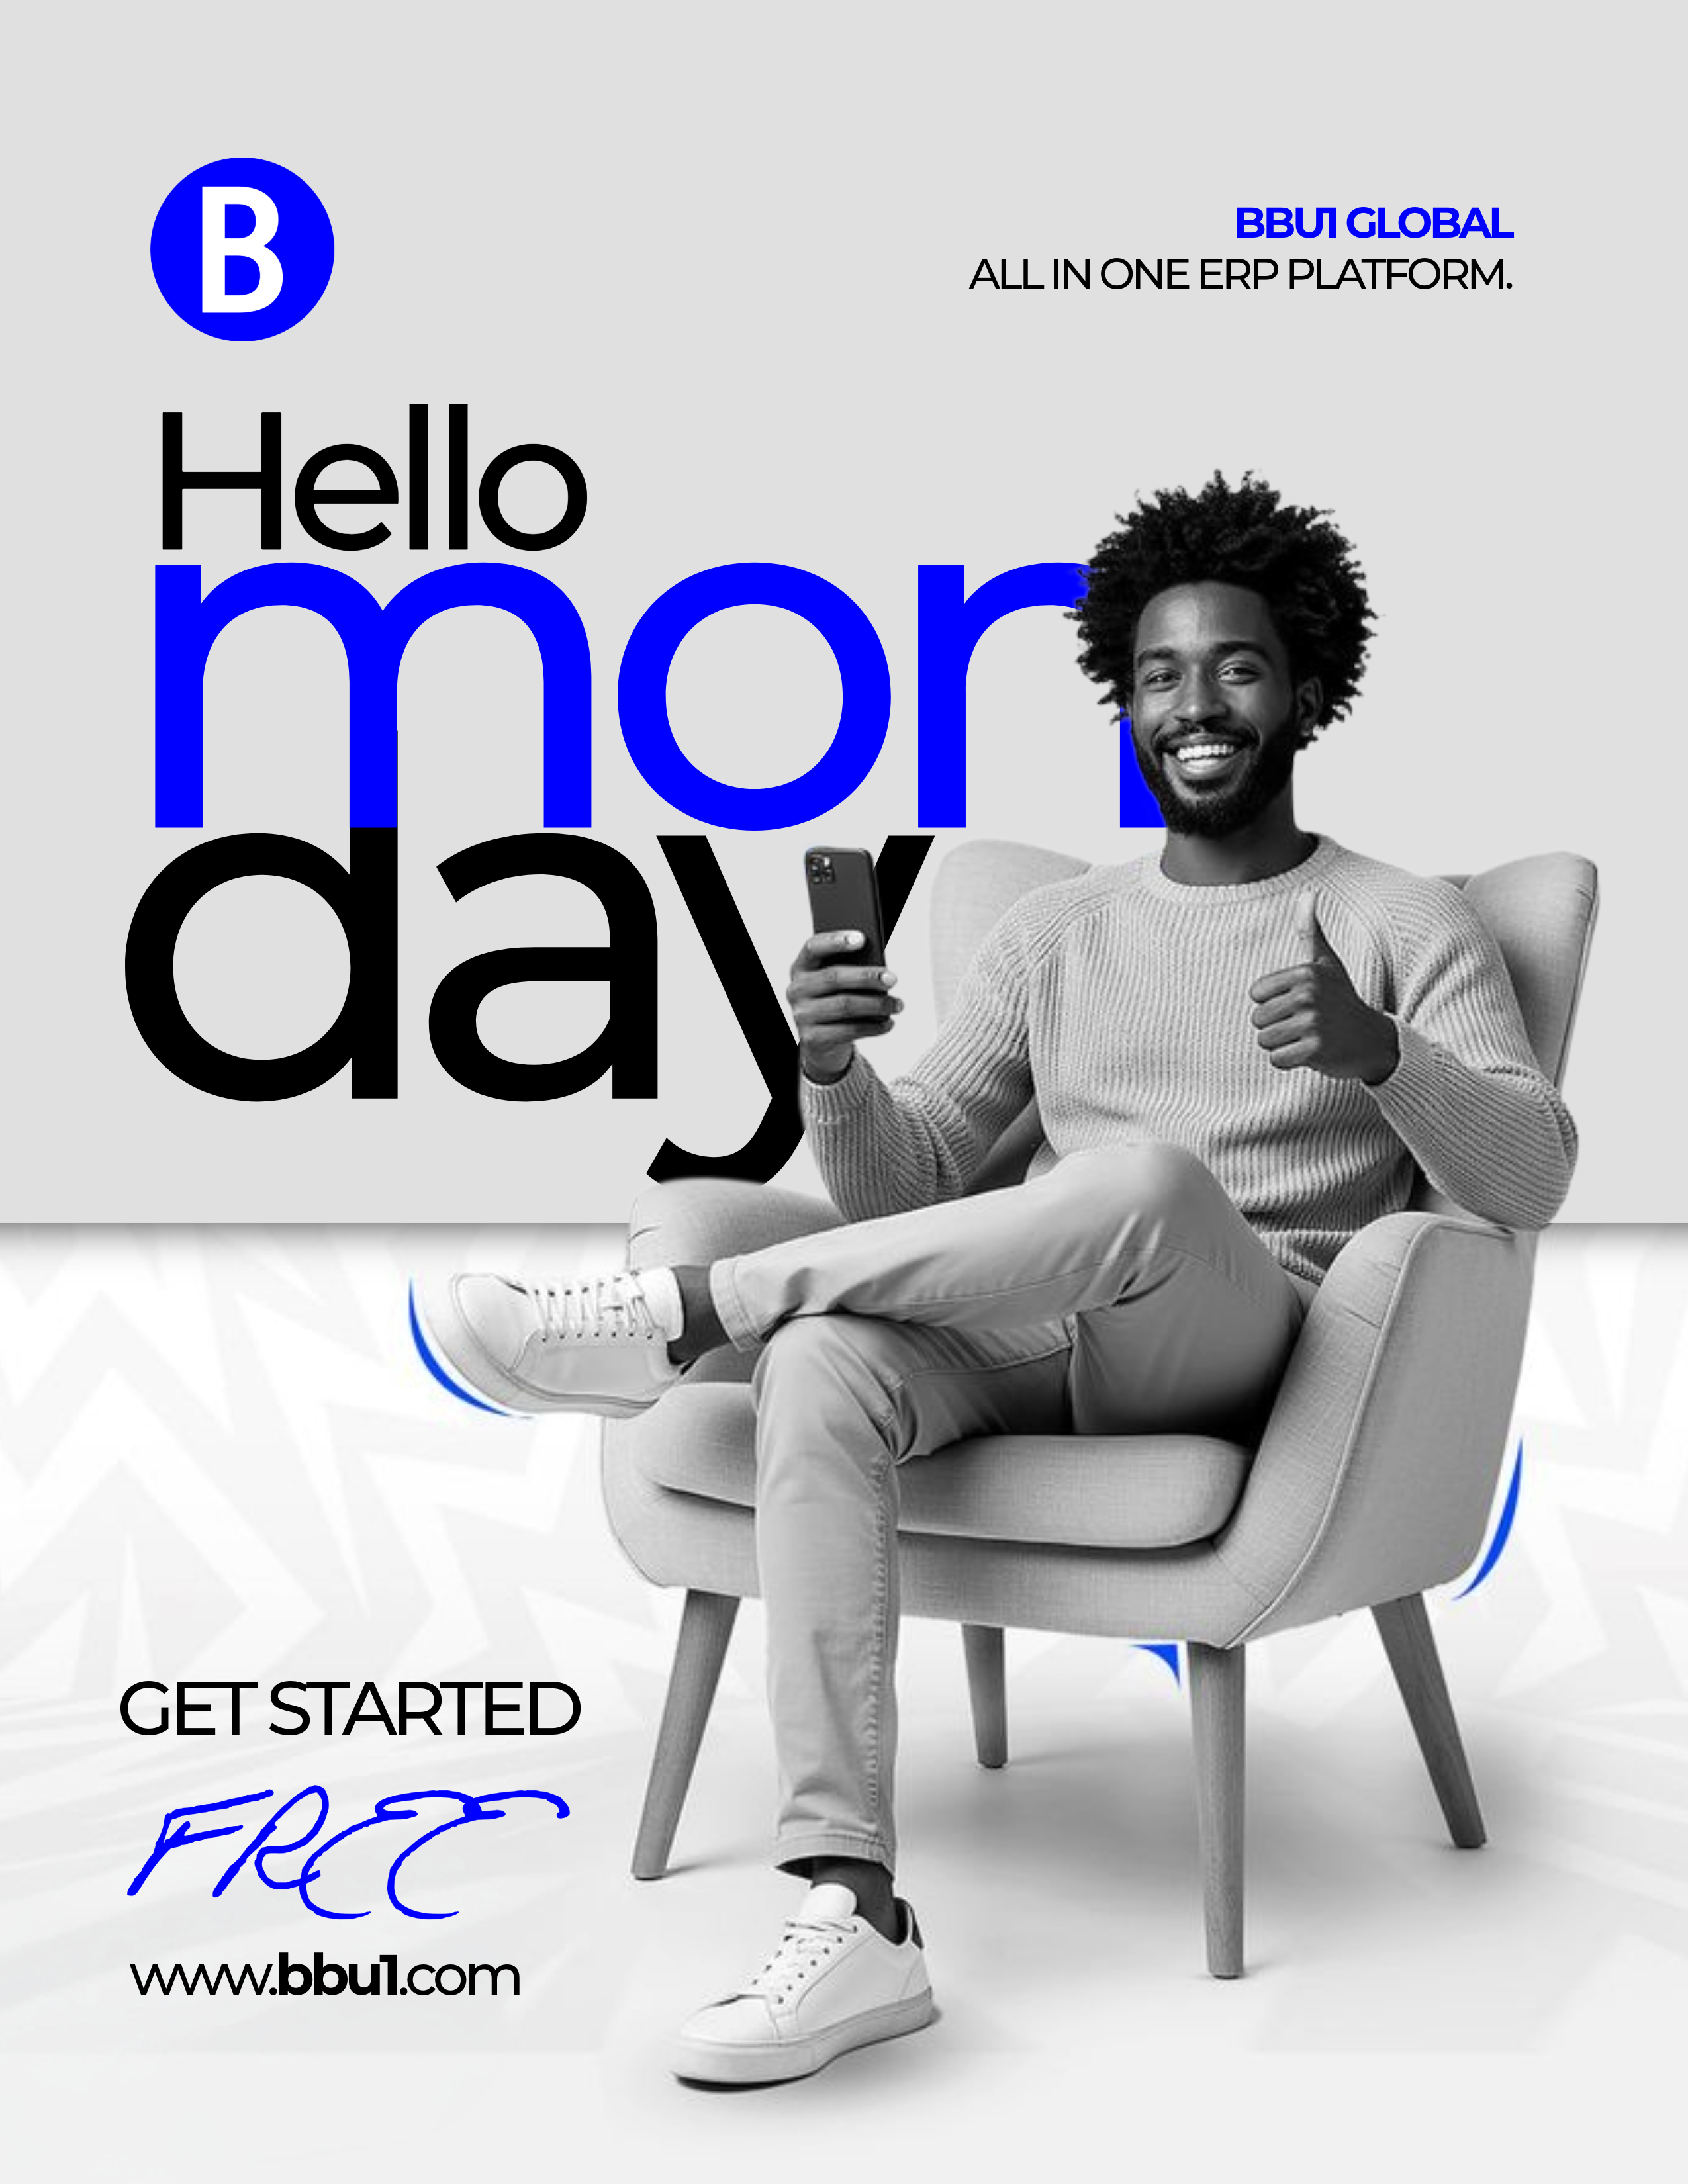 B
BBU1 GLOBAL
ALL IN ONE ERP PLATFORM.
Hello
mon
day
GET STARTED
FREE
www.bbu1.com